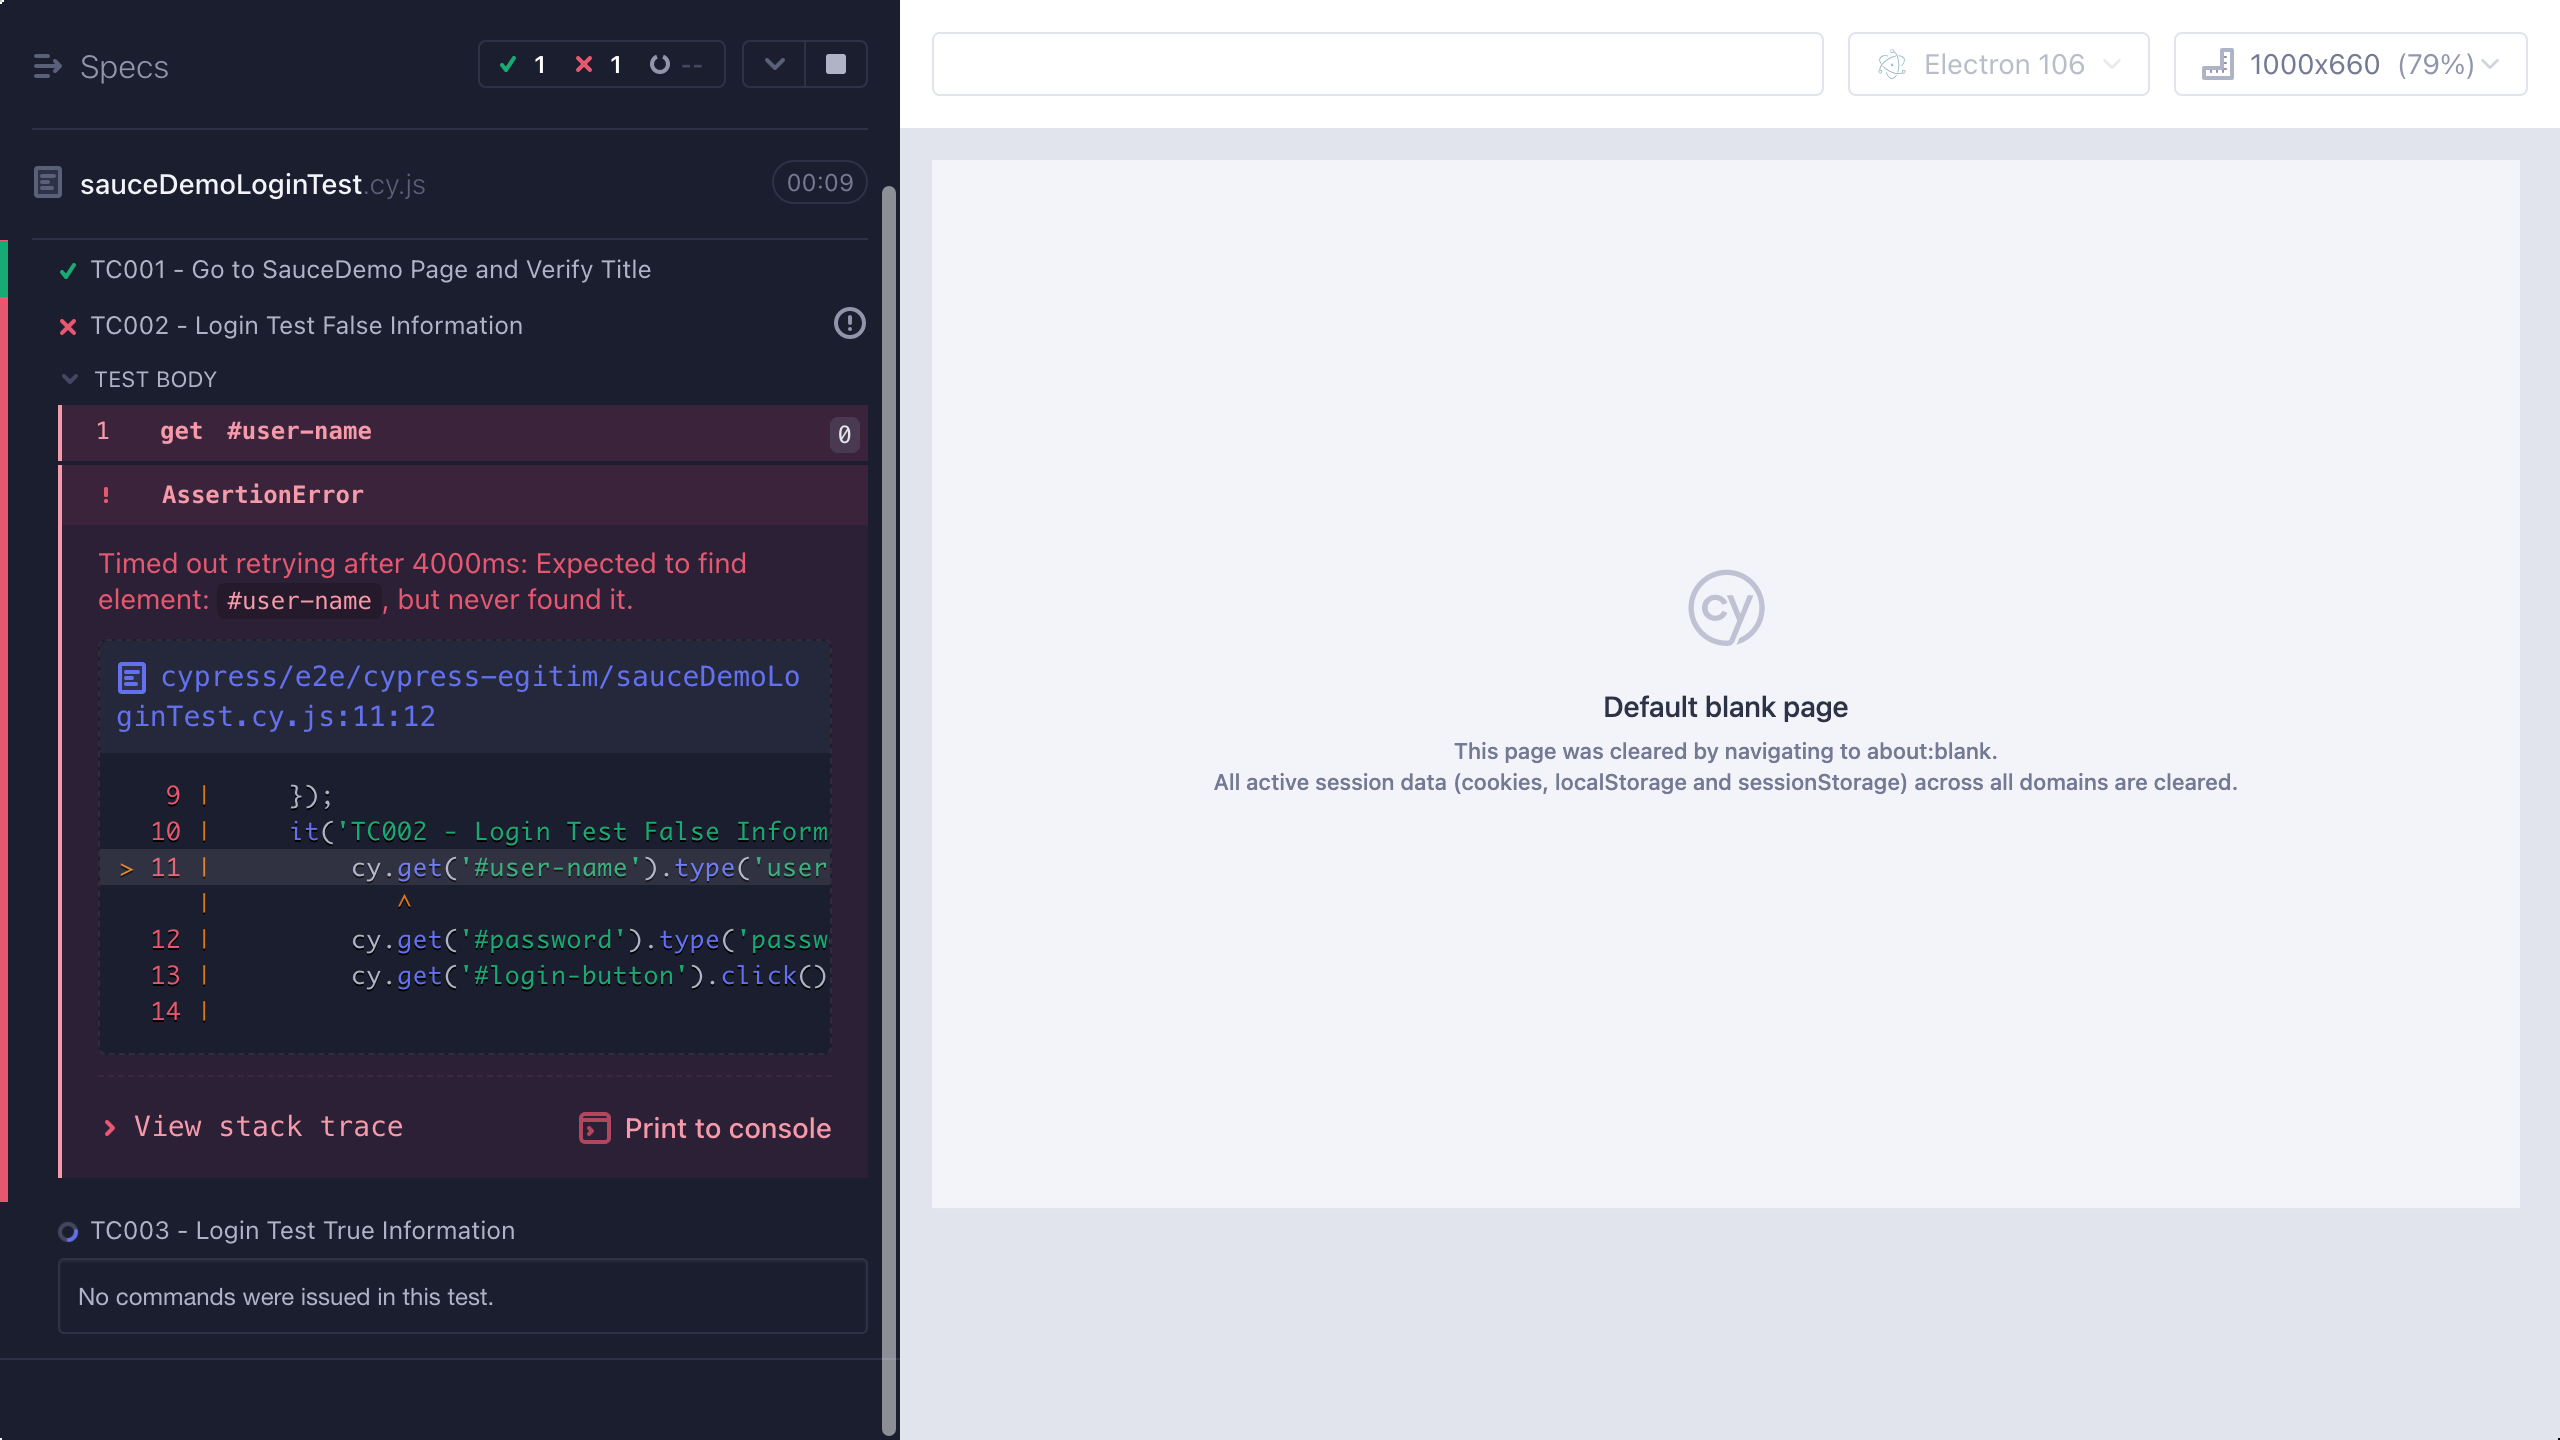 Specs
1 1 --
sauceDemoLoginTest.cy.js
00:09
TC001 - Go to SauceDemo Page and Verify Title
TC002 - Login Test False Information
TEST BODY
1 get #user-name 0
! AssertionError
Timed out retrying after 4000ms: Expected to find
element: #user-name, but never found it.
cypress/e2e/cypress-egitim/sauceDemoLo
ginTest.cy.js:11:12
9 | });
10 | it('TC002 - Login Test False Inform
> 11 | cy.get('#user-name').type('user
| ^
12 | cy.get('#password').type('passw
13 | cy.get('#login-button').click()
14 |
View stack trace
Print to console
TC003 - Login Test True Information
No commands were issued in this test.
Electron 106
1000x660 (79%)
cy
Default blank page
This page was cleared by navigating to about:blank.
All active session data (cookies, localStorage and sessionStorage) across all domains are cleared.